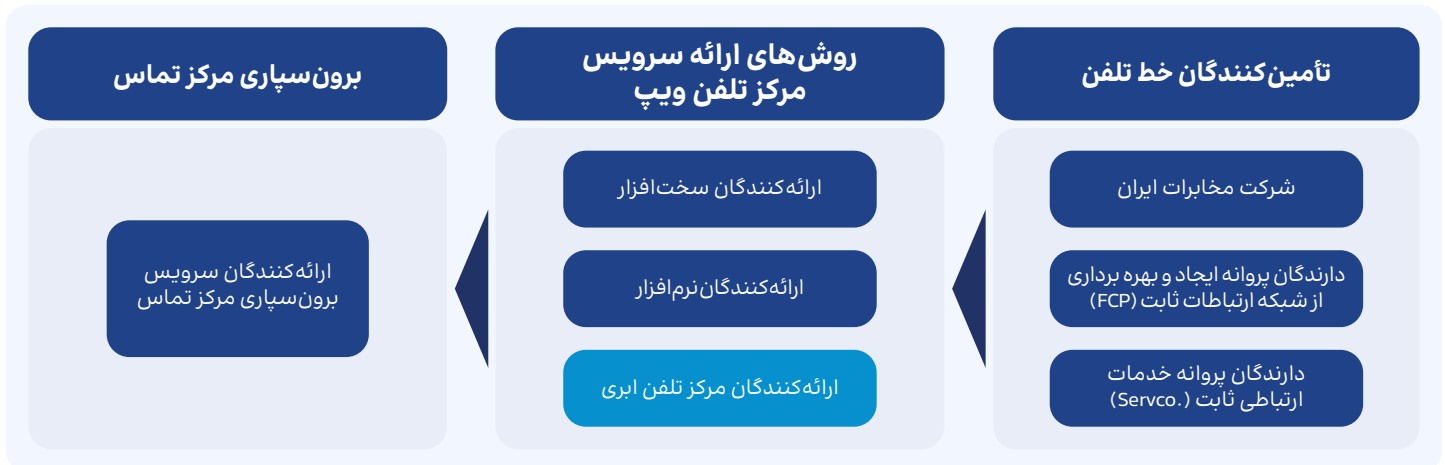 تأمین‌کنندگان خط تلفن
شرکت مخابرات ایران
دارندگان پروانه ایجاد و بهره برداری
از شبکه ارتباطات ثابت (FCP)
دارندگان پروانه خدمات
ارتباطی ثابت (Servco.)
روش‌های ارائه سرویس
مرکز تلفن ویپ
ارائه‌کنندگان سخت‌افزار
ارائه‌کنندگان نرم‌افزار
ارائه‌کنندگان مرکز تلفن ابری
برون‌سپاری مرکز تماس
ارائه‌کنندگان سرویس
برون‌سپاری مرکز تماس